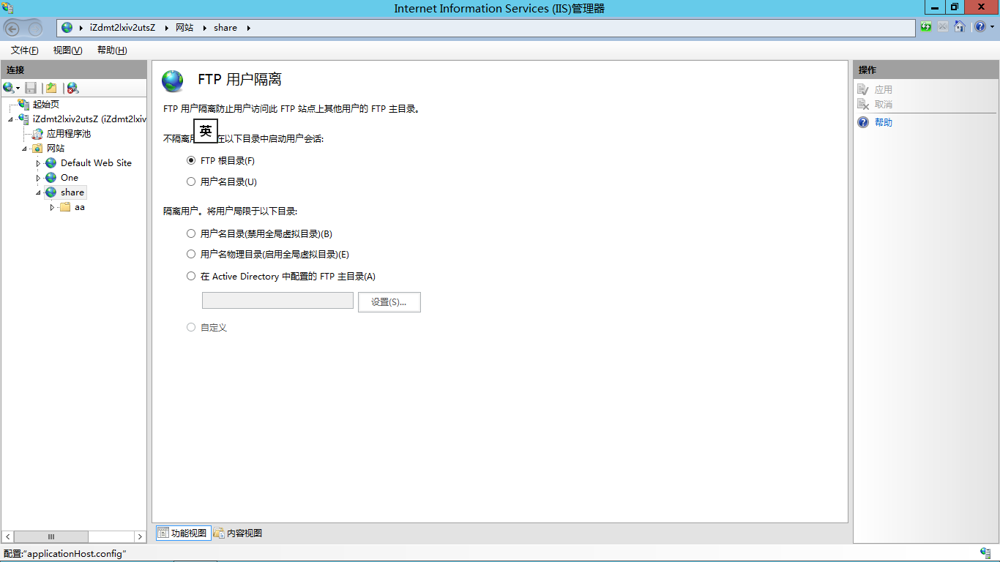 Internet Information Services (IIS)管理器
iZdmt2lxiv2utsZ 网站 share
文件(F) 视图(V) 帮助(H)
连接
起始页
iZdmt2lxiv2utsZ (iZdmt2lxiv
应用程序池
网站
Default Web Site
One
share
aa
FTP 用户隔离
FTP 用户隔离防止用户访问此 FTP 站点上其他用户的 FTP 主目录。
英
不隔离用 在以下目录中启动用户会话:
FTP 根目录(F)
用户名目录(U)
隔离用户。将用户局限于以下目录:
用户名目录(禁用全局虚拟目录)(B)
用户名物理目录(启用全局虚拟目录)(E)
在 Active Directory 中配置的 FTP 主目录(A)
设置(S)...
自定义
功能视图 内容视图
操作
应用
取消
帮助
配置:“applicationHost.config”